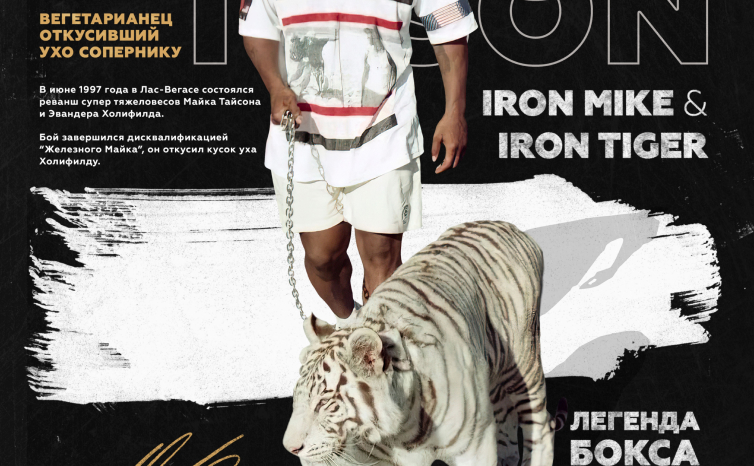 ВЕГЕТАРИАНЕЦ
ОТКУСИВШИЙ
УХО СОПЕРНИКУ
SON
В июне 1997 года в Лас-Вегасе состоялся
реванш супер тяжеловесов Майка Тайсона
и Эвандера Холифилда.
Бой завершился дисквалификацией
“Железного Майка”, он откусил кусок уха
Холифилду.
IRON MIKE &
IRON TIGER
ЛЕГЕНДА
БОКСА